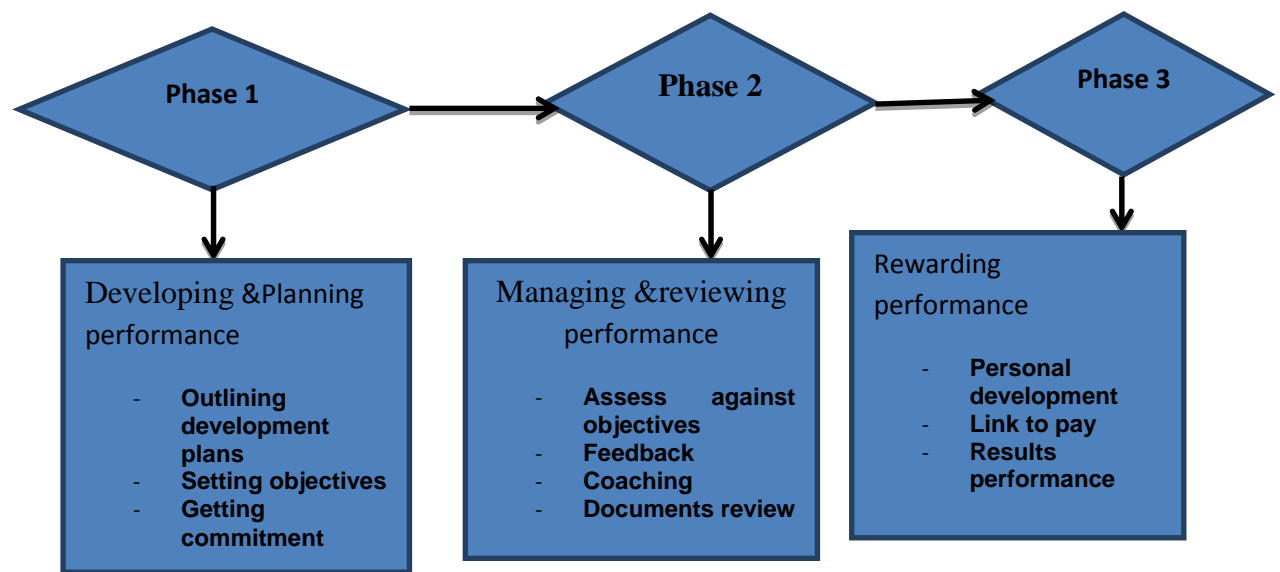 Phase 1
Phase 2
Phase 3
Developing &Planning
performance
- Outlining
development
plans
- Setting objectives
- Getting
commitment
Managing &reviewing
performance
- Assess against
objectives
- Feedback
- Coaching
- Documents review
Rewarding
performance
- Personal
development
- Link to pay
- Results
performance